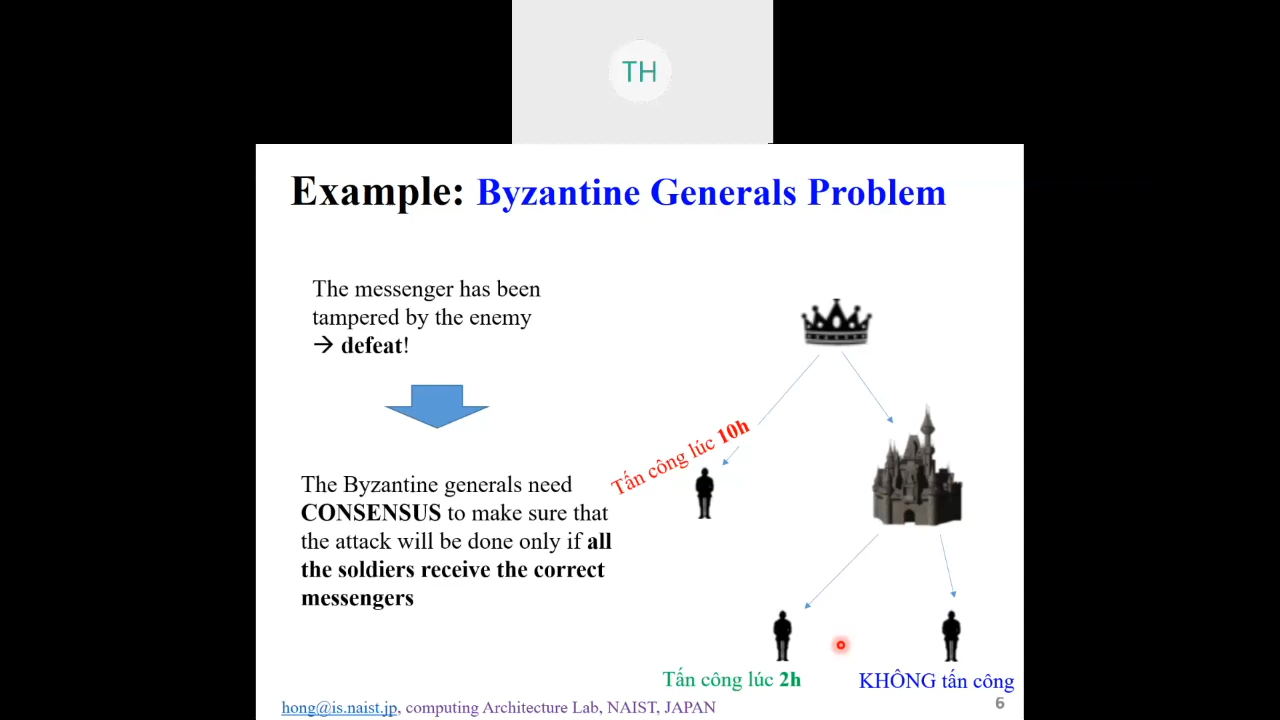 TH
Example: Byzantine Generals Problem
The messenger has been
tampered by the enemy
→ defeat!
The Byzantine generals need
CONSENSUS to make sure that
the attack will be done only if all
the soldiers receive the correct
messengers
Tấn công lúc 10h
Tấn công lúc 2h
KHÔNG tấn công
hong@is.naist.jp, computing Architecture Lab, NAIST, JAPAN
6